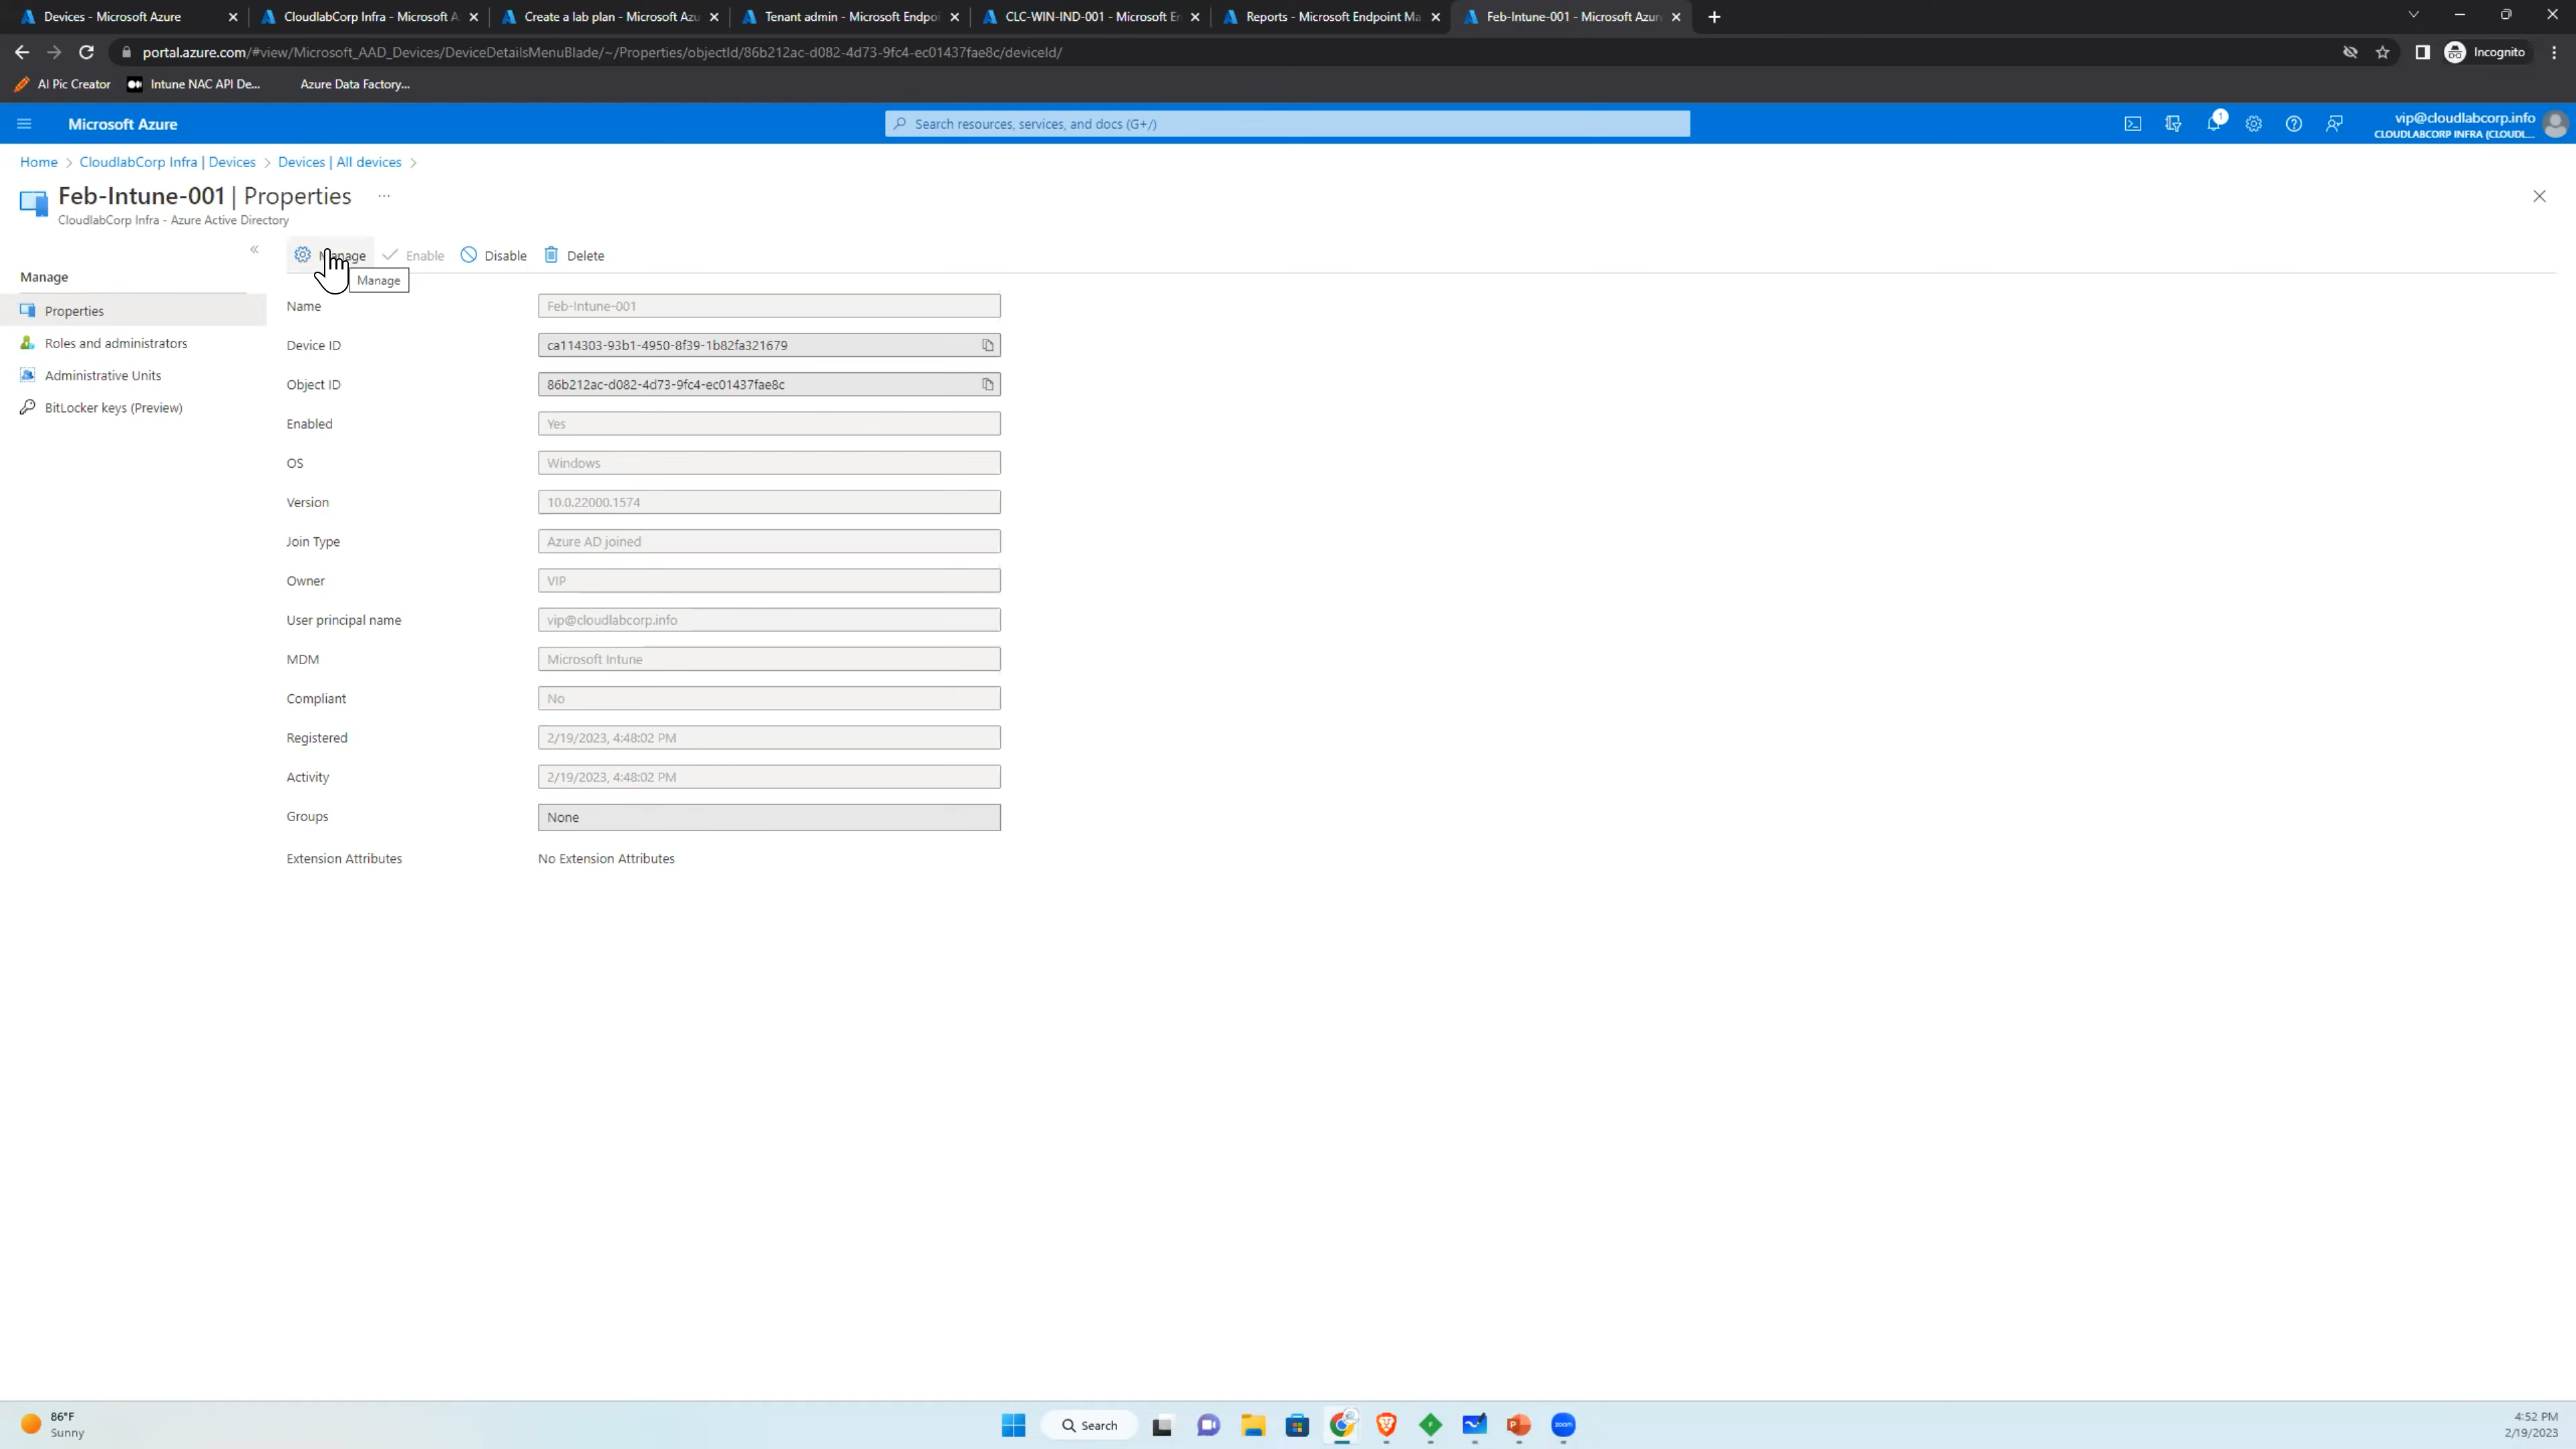 Devices - Microsoft Azure
CloudlabCorp Infra - Microsoft A
Create a lab plan - Microsoft Azu
Tenant admin - Microsoft Endpoi
CLC-WIN-IND-001 - Microsoft En
Reports - Microsoft Endpoint Ma
Feb-Intune-001 - Microsoft Azur
portal.azure.com/#view/Microsoft_AAD_Devices/DeviceDetailsMenuBlade/~/Properties/objectId/86b212ac-d082-4d73-9fc4-ec01437fae8c/deviceId/
Incognito
AI Pic Creator
Intune NAC API De...
Azure Data Factory...
Microsoft Azure
Search resources, services, and docs (G+/)
1
vip@cloudlabcorp.info
CLOUDLABCORP INFRA (CLOUDL...
Home > CloudlabCorp Infra | Devices > Devices | All devices >
Feb-Intune-001 | Properties ...
CloudlabCorp Infra - Azure Active Directory
Enable
Disable
Delete
Manage
Manage
Properties
Roles and administrators
Administrative Units
BitLocker keys (Preview)
Name Feb-Intune-001
Device ID ca114303-93b1-4950-8f39-1b82fa321679
Object ID 86b212ac-d082-4d73-9fc4-ec01437fae8c
Enabled Yes
OS Windows
Version 10.0.22000.1574
Join Type Azure AD joined
Owner VIP
User principal name vip@cloudlabcorp.info
MDM Microsoft Intune
Compliant No
Registered 2/19/2023, 4:48:02 PM
Activity 2/19/2023, 4:48:02 PM
Groups None
Extension Attributes No Extension Attributes
86°F
Sunny
Search
zoom
4:52 PM
2/19/2023